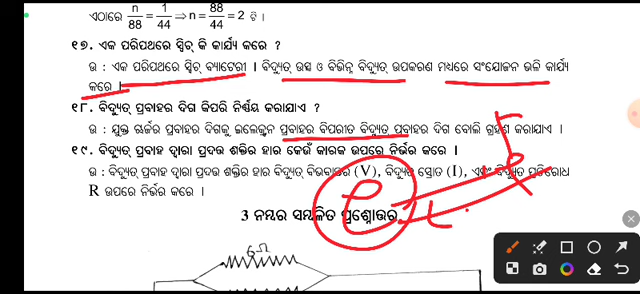 ଏଠାରେ n/88 = 1/44 ⇒ n = 88/44 = 2 ଟି ।
୧୭. ଏକ ପରିପଥରେ ସ୍ୱିଚ୍ କି କାର୍ଯ୍ୟ କରେ ?
ଉ : ଏକ ପରିପଥରେ ସ୍ୱିଚ୍ ବ୍ୟାଟେରୀ । ବିଦ୍ୟୁତ୍ ଉତ୍ସ ଓ ବିଭିନ୍ନ ବିଦ୍ୟୁତ୍ ଉପକରଣ ମଧ୍ୟରେ ସଂଯୋଜନ ଭଳି କାର୍ଯ୍ୟ
କରେ ।
୧୮. ବିଦ୍ୟୁତ୍ ପ୍ରବାହର ଦିଗ କିପରି ନିର୍ଣ୍ଣୟ କରାଯାଏ ?
ଉ : ଯୁକ୍ତ ଚାର୍ଜର ପ୍ରବାହର ଦିଗକୁ ଇଲେକ୍ଟ୍ରନ ପ୍ରବାହର ବିପରୀତ ବିଦ୍ୟୁତ୍ ପ୍ରବାହର ଦିଗ ବୋଲି ଗ୍ରହଣ କରାଯାଏ ।
୧୯. ବିଦ୍ୟୁତ୍ ପ୍ରବାହ ଦ୍ୱାରା ପ୍ରଦତ୍ତ ଶକ୍ତିର ହାର କେଉଁ କାରକ ଉପରେ ନିର୍ଭର କରେ ।
ଉ : ବିଦ୍ୟୁତ୍ ପ୍ରବାହ ଦ୍ୱାରା ପ୍ରଦତ୍ତ ଶକ୍ତିର ହାର ବିଦ୍ୟୁତ୍ ବିଭବାନ୍ତର (V), ବିଦ୍ୟୁତ୍ ସ୍ରୋତ (I), ଏବଂ ବିଦ୍ୟୁତ୍ ପ୍ରତିରୋଧ
R ଉପରେ ନିର୍ଭର କରେ ।
3 ନମ୍ବର ସମ୍ବଳିତ ପ୍ରଶ୍ନୋତ୍ତର
6Ω